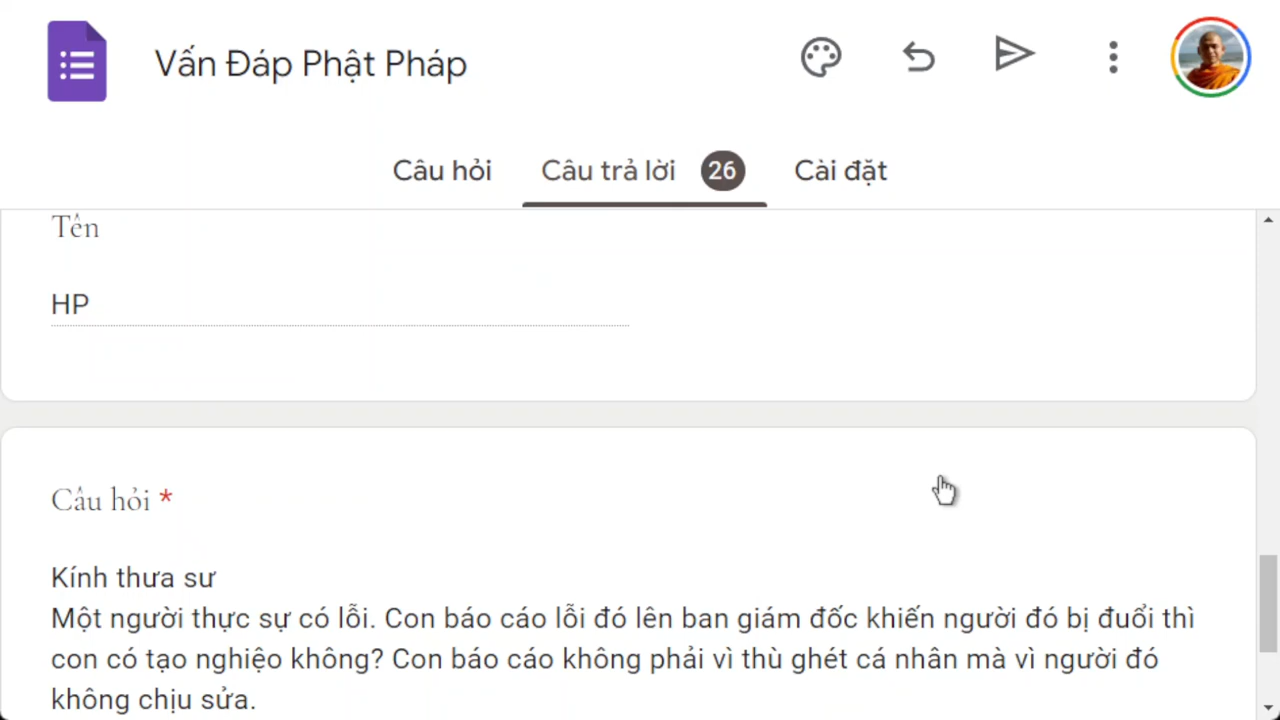 Vấn Đáp Phật Pháp
Câu hỏi
Câu trả lời
26
Cài đặt
Tên
HP
Câu hỏi *
Kính thưa sư
Một người thực sự có lỗi. Con báo cáo lỗi đó lên ban giám đốc khiến người đó bị đuổi thì
con có tạo nghiệo không? Con báo cáo không phải vì thù ghét cá nhân mà vì người đó
không chịu sửa.